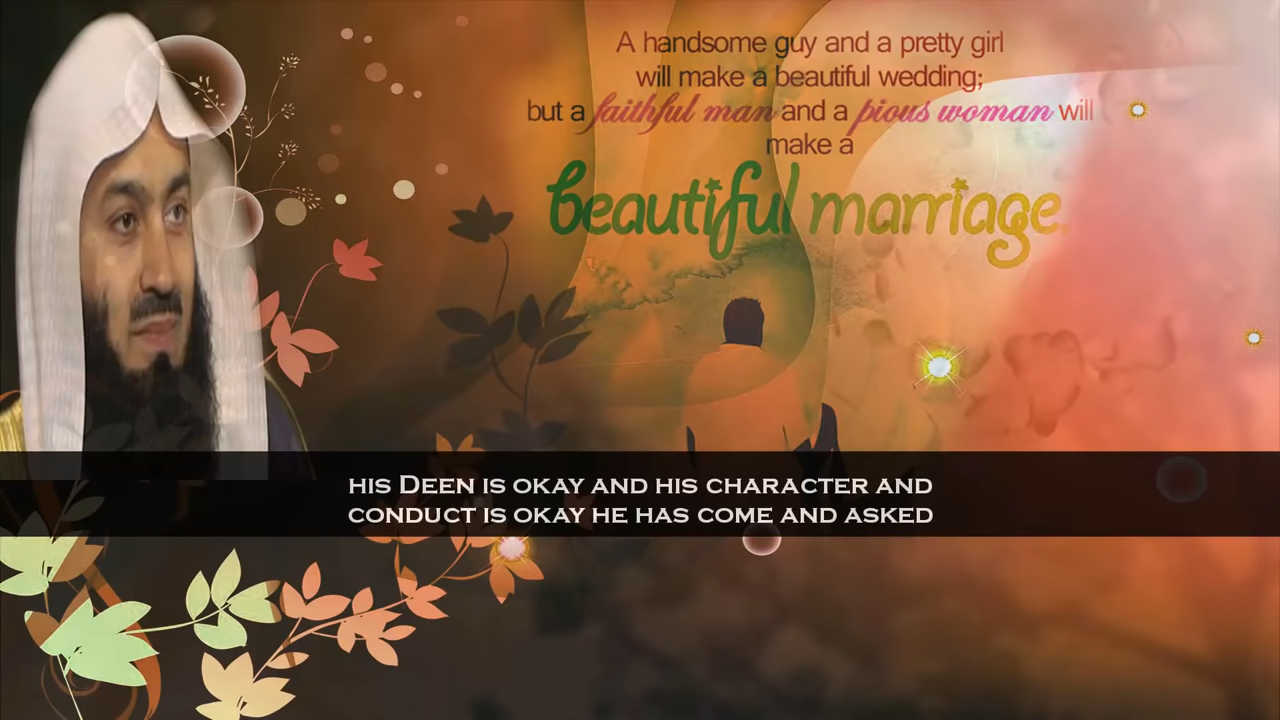 A handsome guy and a pretty girl
will make a beautiful wedding;
but a faithful man and a pious woman will
make a
beautiful marriage.
HIS DEEN IS OKAY AND HIS CHARACTER AND
CONDUCT IS OKAY HE HAS COME AND ASKED